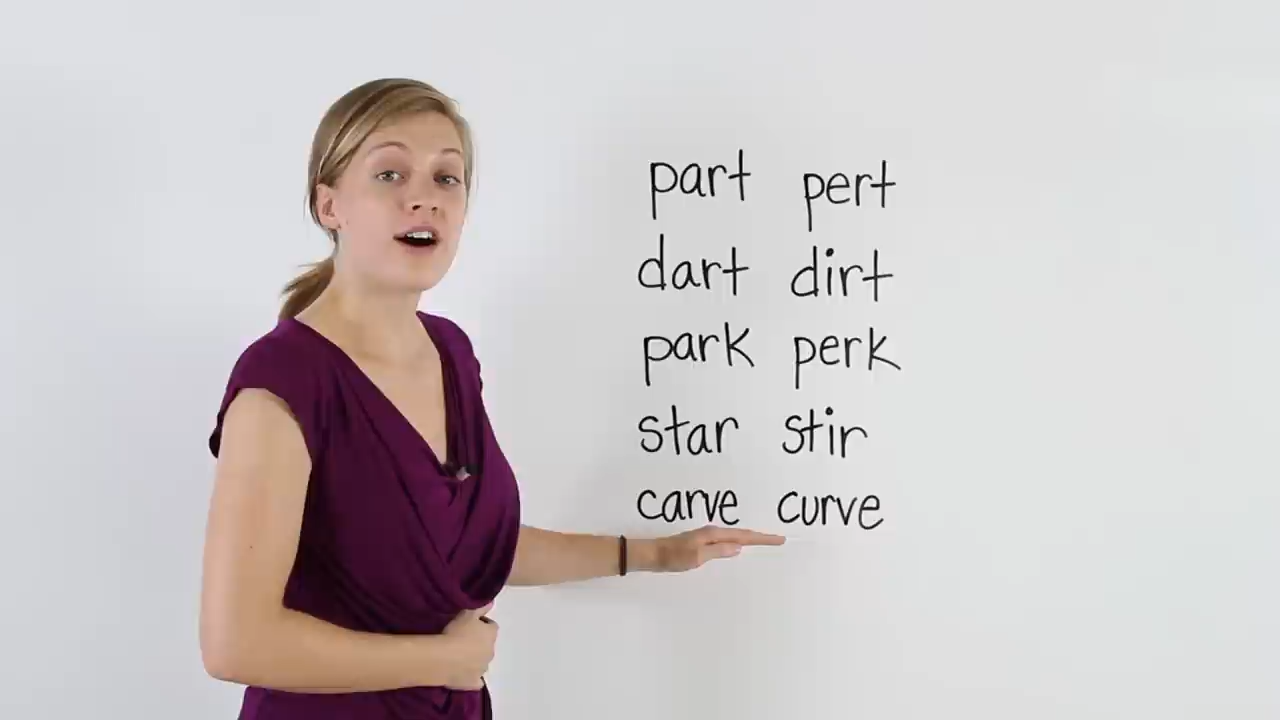 part pert
dart dirt
park perk
star stir
carve curve